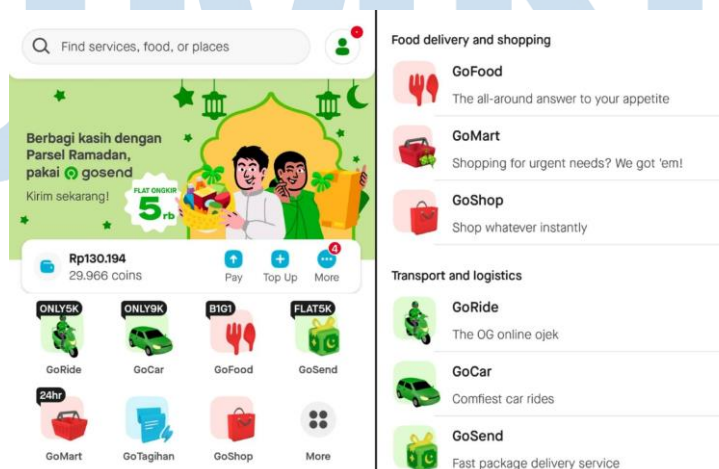 Find services, food, or places
Berbagi kasih dengan
Parsel Ramadan,
pakai gosend
Kirim sekarang!
FLAT ONGKIR
5rb
Rp130.194
29.966 coins
Pay
Top Up
4
More
ONLY5K
ONLY9K
B1G1
FLAT5K
GoRide
GoCar
GoFood
GoSend
24hr
GoMart
GoTagihan
GoShop
More
Food delivery and shopping
GoFood
The all-around answer to your appetite
GoMart
Shopping for urgent needs? We got 'em!
GoShop
Shop whatever instantly
Transport and logistics
GoRide
The OG online ojek
GoCar
Comfiest car rides
GoSend
Fast package delivery service